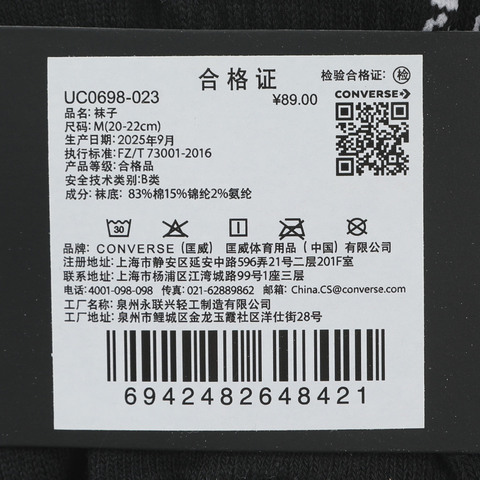 合格证
检验合格证: 检
UC0698-023
¥89.00
CONVERSE
品名: 袜子
尺码: M(20-22cm)
生产日期: 2025年9月
执行标准: FZ/T 73001-2016
产品等级: 合格品
安全技术类别: B类
成分: 袜底: 83%棉15%锦纶2%氨纶
30
品牌: CONVERSE (匡威) 匡威体育用品(中国)有限公司
注册地址: 上海市静安区延安中路596弄21号二层201F室
联系地址: 上海市杨浦区江湾城路99号1座三层
电话: 4001-098-098 传真: 021-62889862 邮箱: China.CS@converse.com
工厂名称: 泉州永联兴轻工制造有限公司
工厂地址: 泉州市鲤城区金龙玉霞社区洋仕街28号
6942482648421